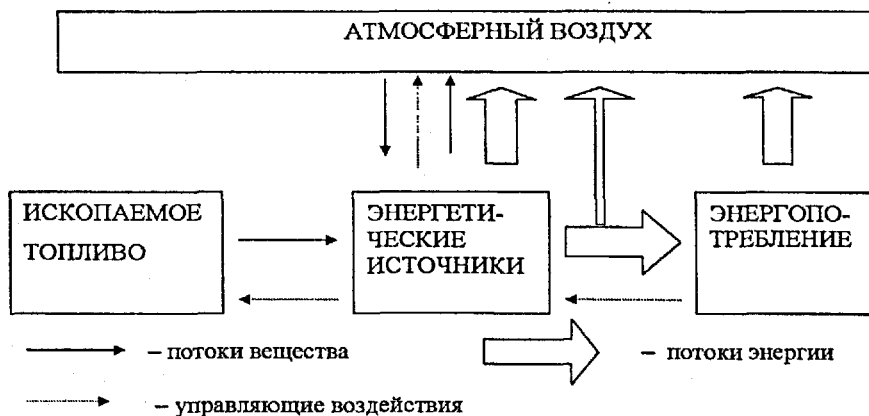 АТМОСФЕРНЫЙ ВОЗДУХ
ИСКОПАЕМОЕ
ТОПЛИВО
ЭНЕРГЕТИ-
ЧЕСКИЕ
ИСТОЧНИКИ
ЭНЕРГОПО-
ТРЕБЛЕНИЕ
– потоки вещества
– потоки энергии
– управляющие воздействия